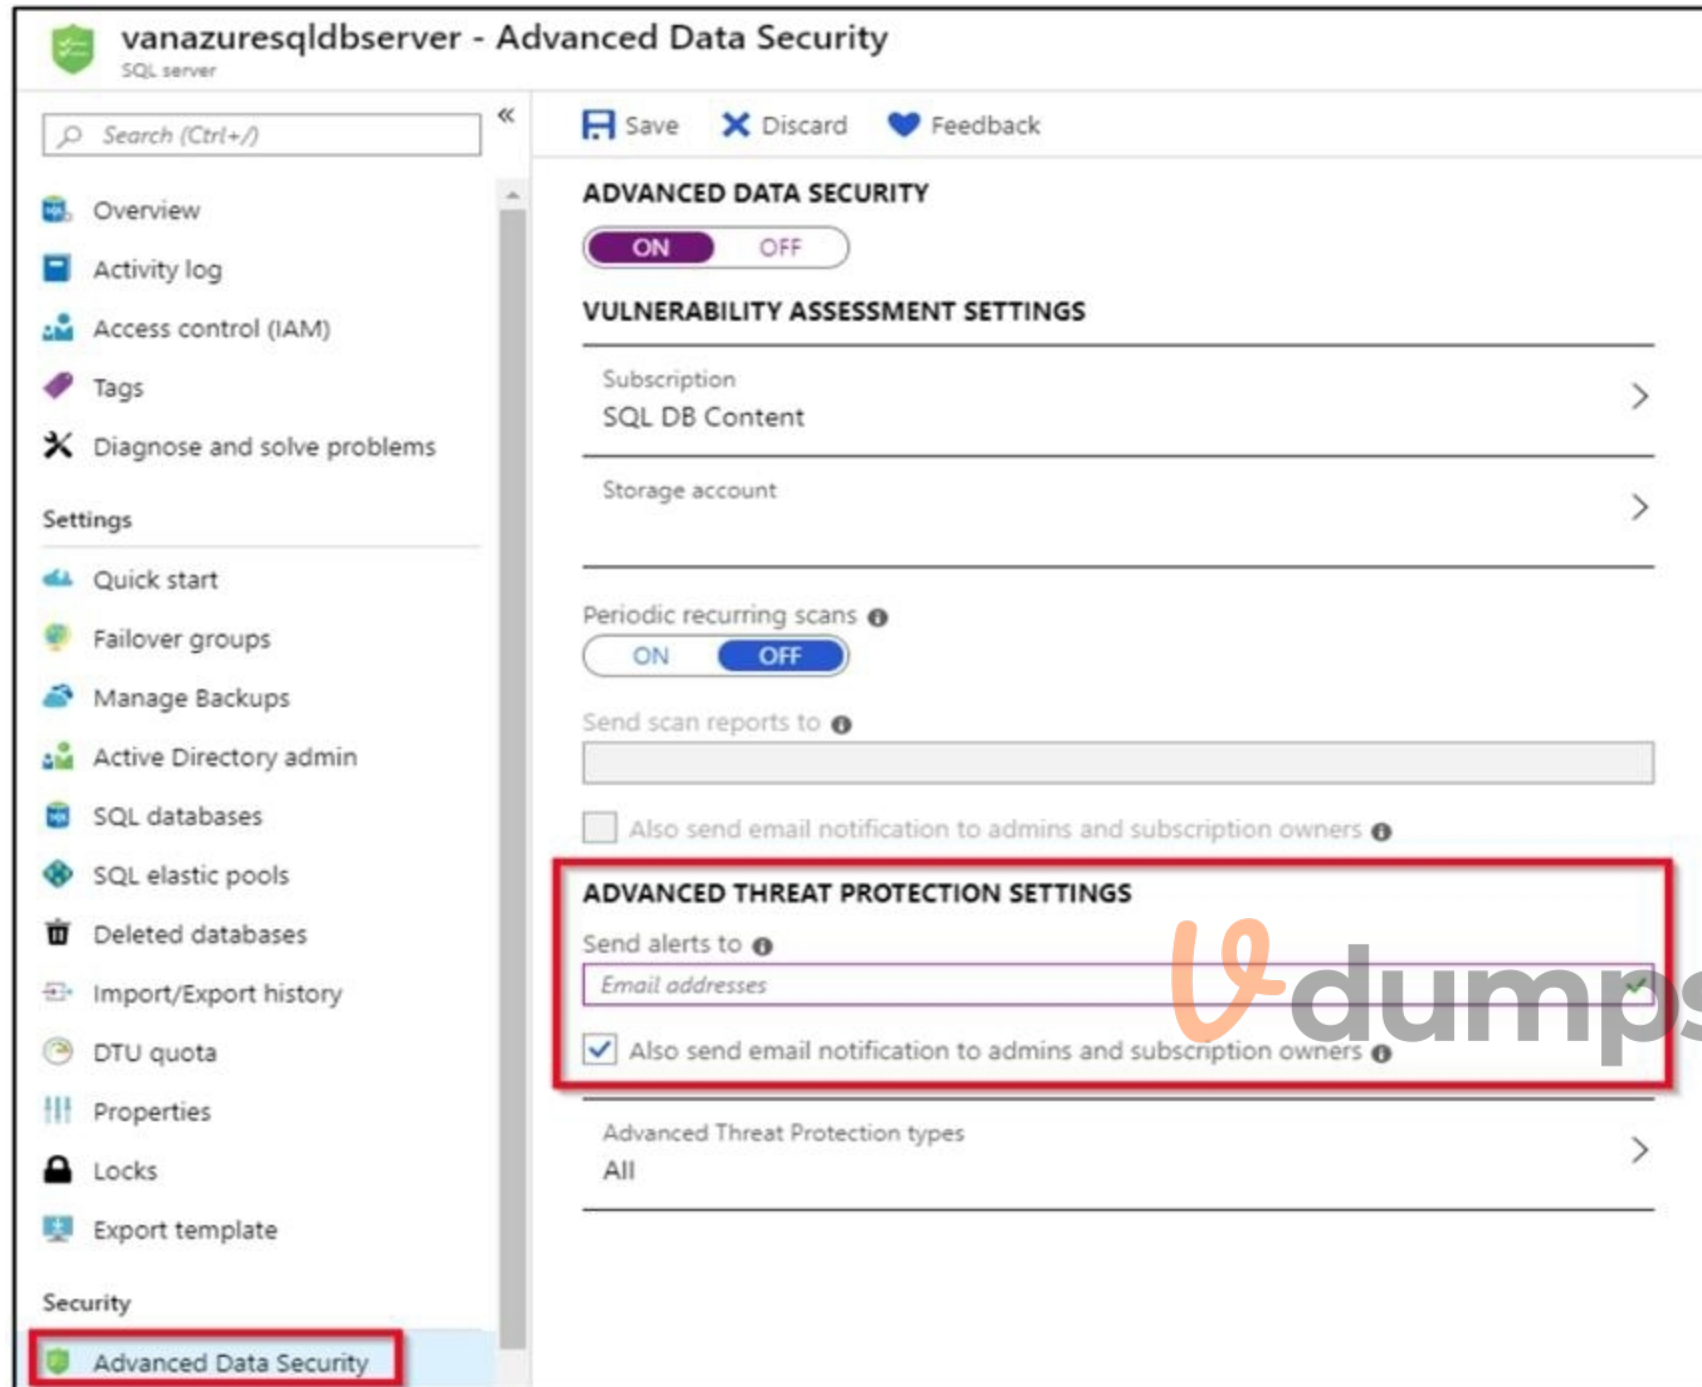 vanazuresqldbserver - Advanced Data Security
SQL server
Search (Ctrl+/)
«
Overview
Activity log
Access control (IAM)
Tags
Diagnose and solve problems
Settings
Quick start
Failover groups
Manage Backups
Active Directory admin
SQL databases
SQL elastic pools
Deleted databases
Import/Export history
DTU quota
Properties
Locks
Export template
Security
Advanced Data Security
Save Discard Feedback
ADVANCED DATA SECURITY
ON OFF
VULNERABILITY ASSESSMENT SETTINGS
Subscription
SQL DB Content
Storage account
Periodic recurring scans
ON OFF
Send scan reports to
Also send email notification to admins and subscription owners
ADVANCED THREAT PROTECTION SETTINGS
Send alerts to
Email addresses
Also send email notification to admins and subscription owners
Advanced Threat Protection types
All
dumps